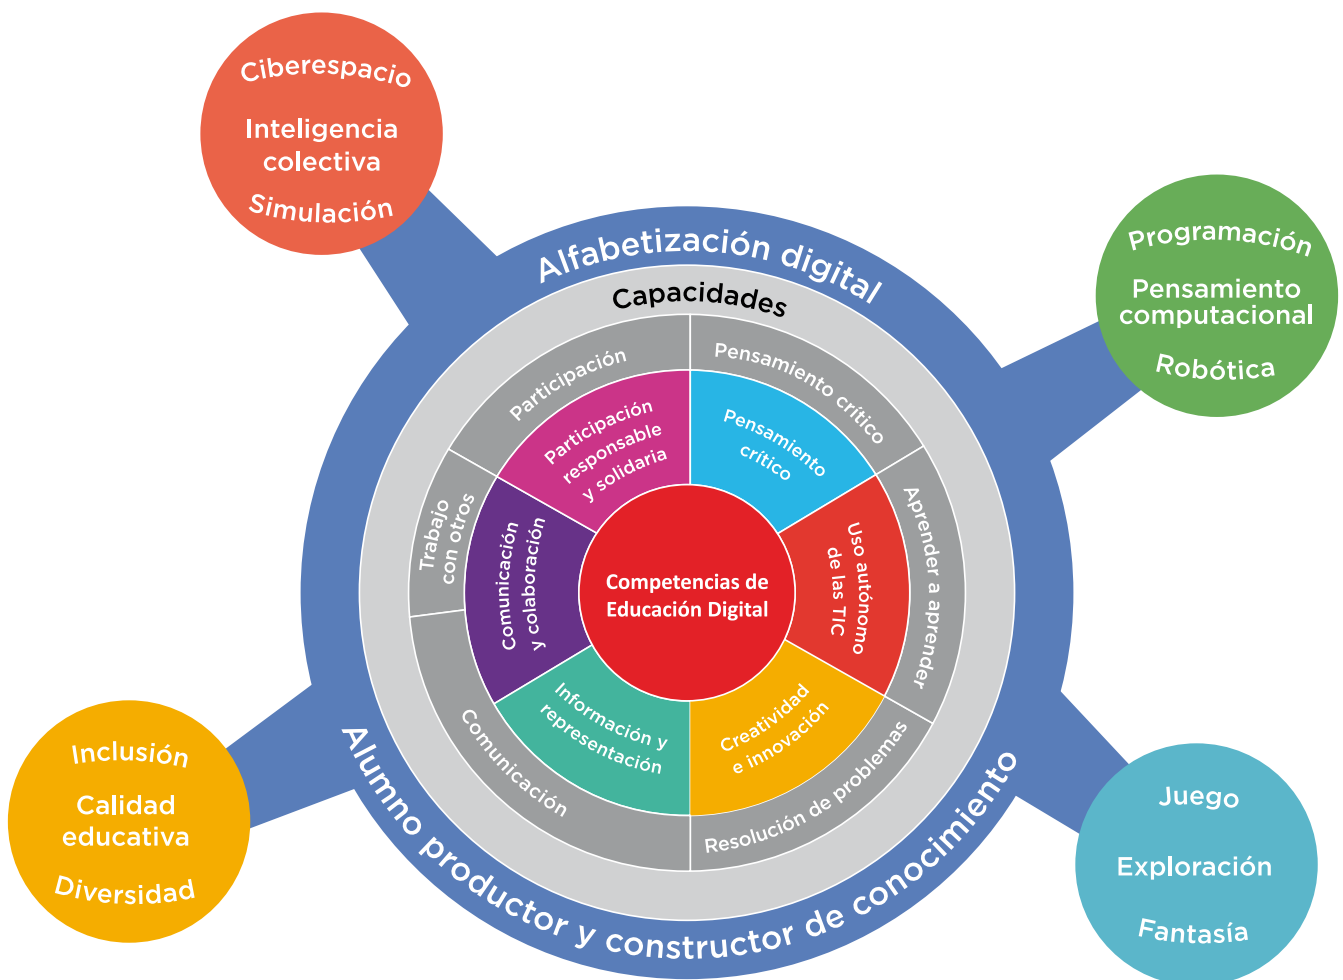 Ciberespacio
Inteligencia
colectiva
Simulación
Programación
Pensamiento
computacional
Robótica
Alfabetización digital
Capacidades
Participación
Pensamiento crítico
Aprender a aprender
Resolución de problemas
Comunicación
Trabajo
con otros
Participación
responsable
y solidaria
Pensamiento
crítico
Uso autónomo
de las TIC
Creatividad
e innovación
Información y
representación
Comunicación
y colaboración
Competencias de
Educación Digital
Alumno productor y constructor de conocimiento
Inclusión
Calidad
educativa
Diversidad
Juego
Exploración
Fantasía